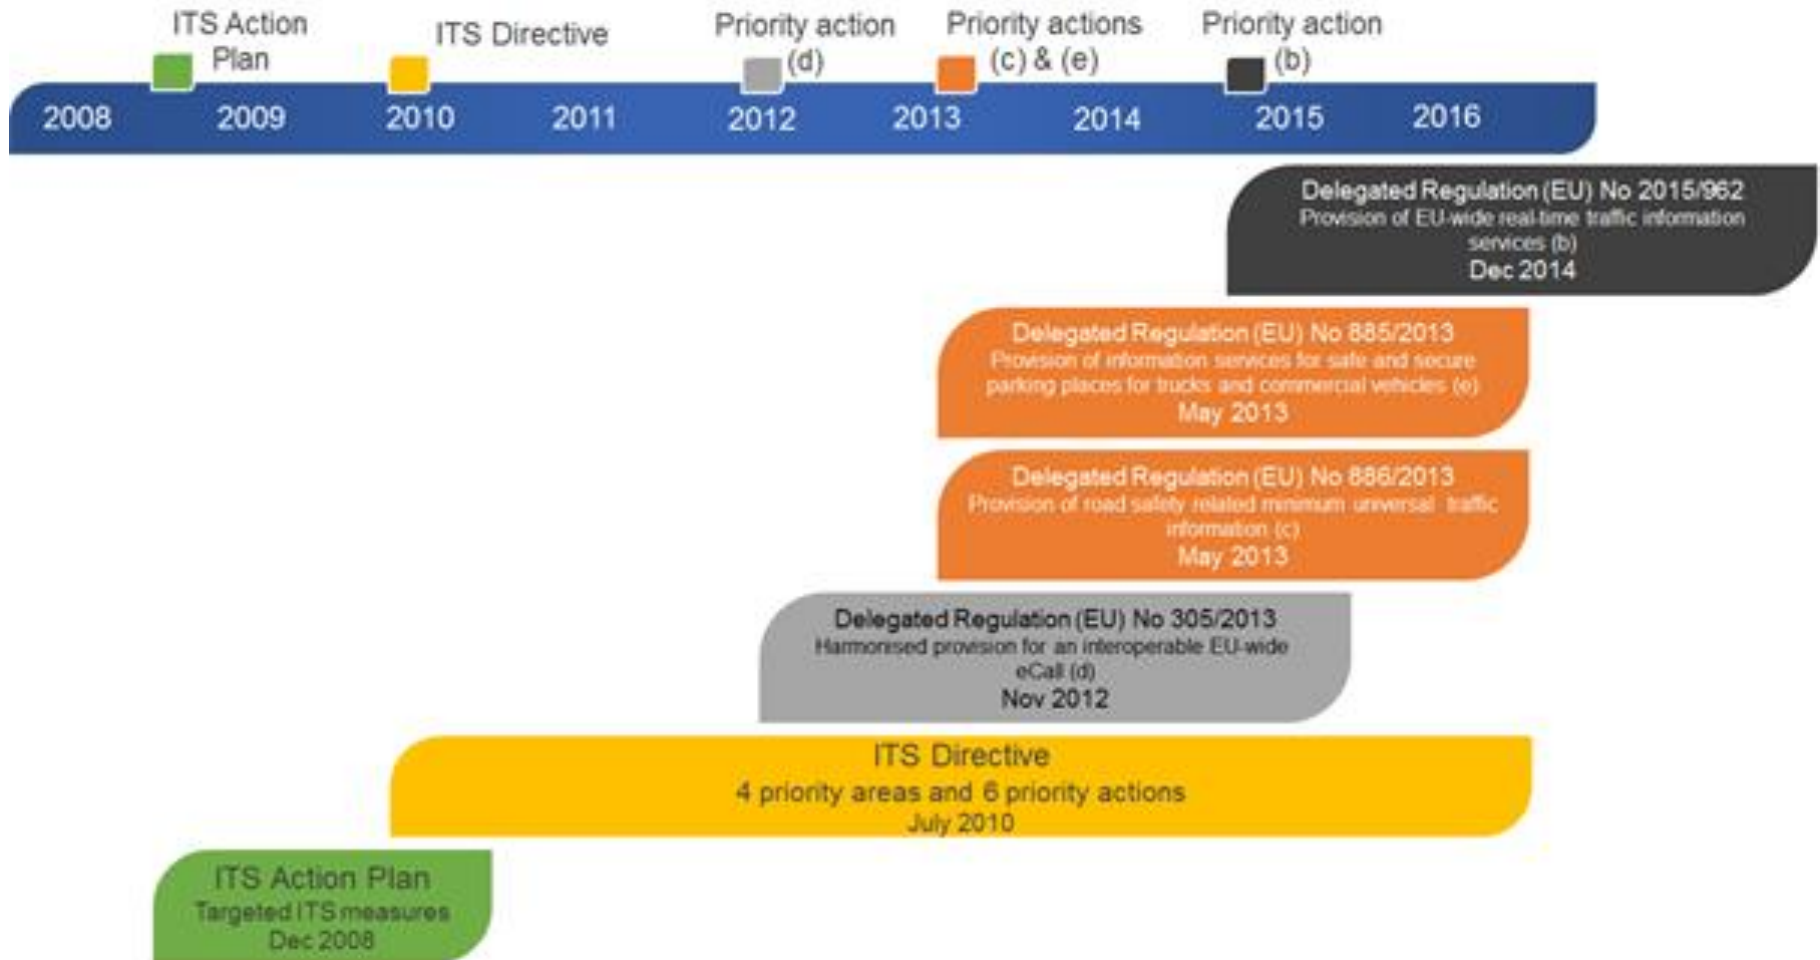 ITS Action
Plan
ITS Directive
Priority action
(d)
Priority actions
(c) & (e)
Priority action
(b)
2008 2009 2010 2011 2012 2013 2014 2015 2016
Delegated Regulation (EU) No 2015/962
Provision of EU-wide real-time traffic information
services (b)
Dec 2014
Delegated Regulation (EU) No 885/2013
Provision of information services for safe and secure
parking places for trucks and commercial vehicles (e)
May 2013
Delegated Regulation (EU) No 886/2013
Provision of road safety related minimum universal traffic
information (c)
May 2013
Delegated Regulation (EU) No 305/2013
Harmonised provision for an interoperable EU-wide
eCall (d)
Nov 2012
ITS Directive
4 priority areas and 6 priority actions
July 2010
ITS Action Plan
Targeted ITS measures
Dec 2008